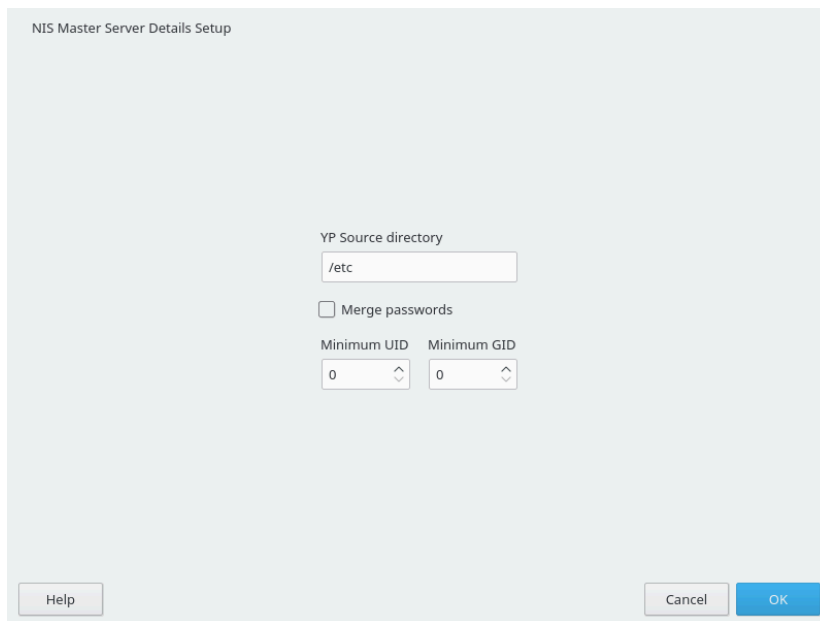 NIS Master Server Details Setup
YP Source directory
/etc
Merge passwords
Minimum UID Minimum GID
0 0
Help Cancel OK